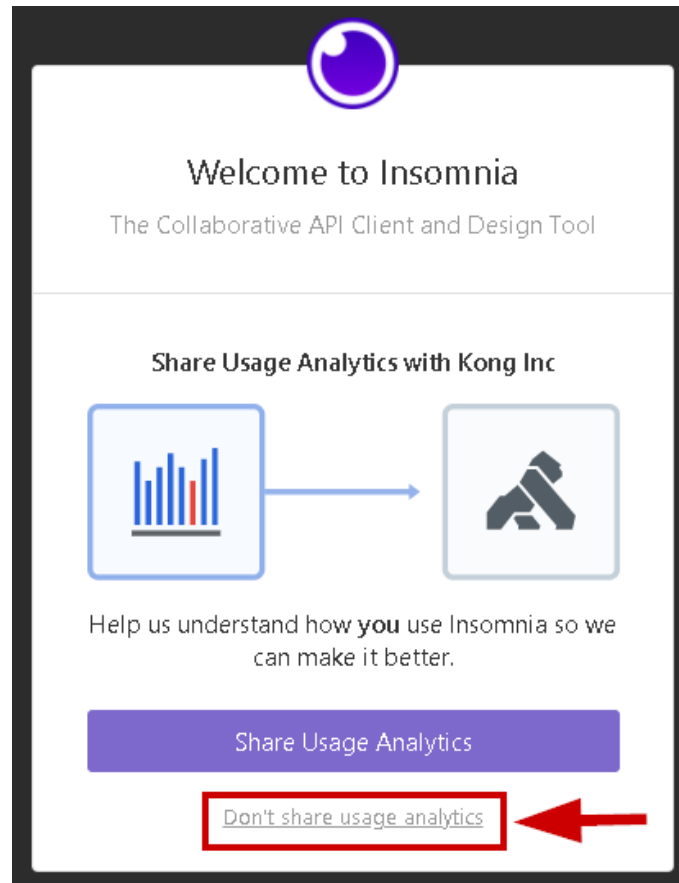 Welcome to Insomnia
The Collaborative API Client and Design Tool
Share Usage Analytics with Kong Inc
Help us understand how you use Insomnia so we
can make it better.
Share Usage Analytics
Don't share usage analytics